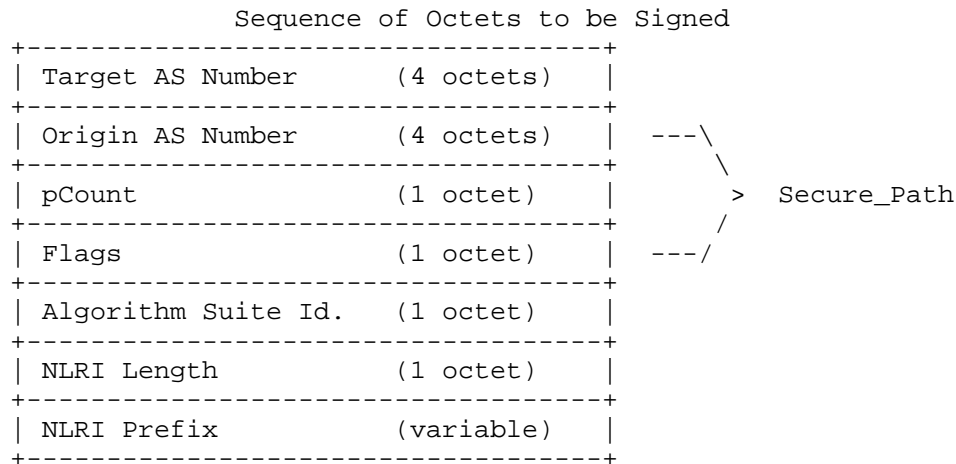 Sequence of Octets to be Signed
+------------------------------------+
| Target AS Number      (4 octets)   |
+------------------------------------+
| Origin AS Number      (4 octets)   |  ---\
+------------------------------------+      \
| pCount                (1 octet)    |       >  Secure_Path
+------------------------------------+      /
| Flags                 (1 octet)    |  ---/
+------------------------------------+
| Algorithm Suite Id.   (1 octet)    |
+------------------------------------+
| NLRI Length           (1 octet)    |
+------------------------------------+
| NLRI Prefix           (variable)   |
+------------------------------------+